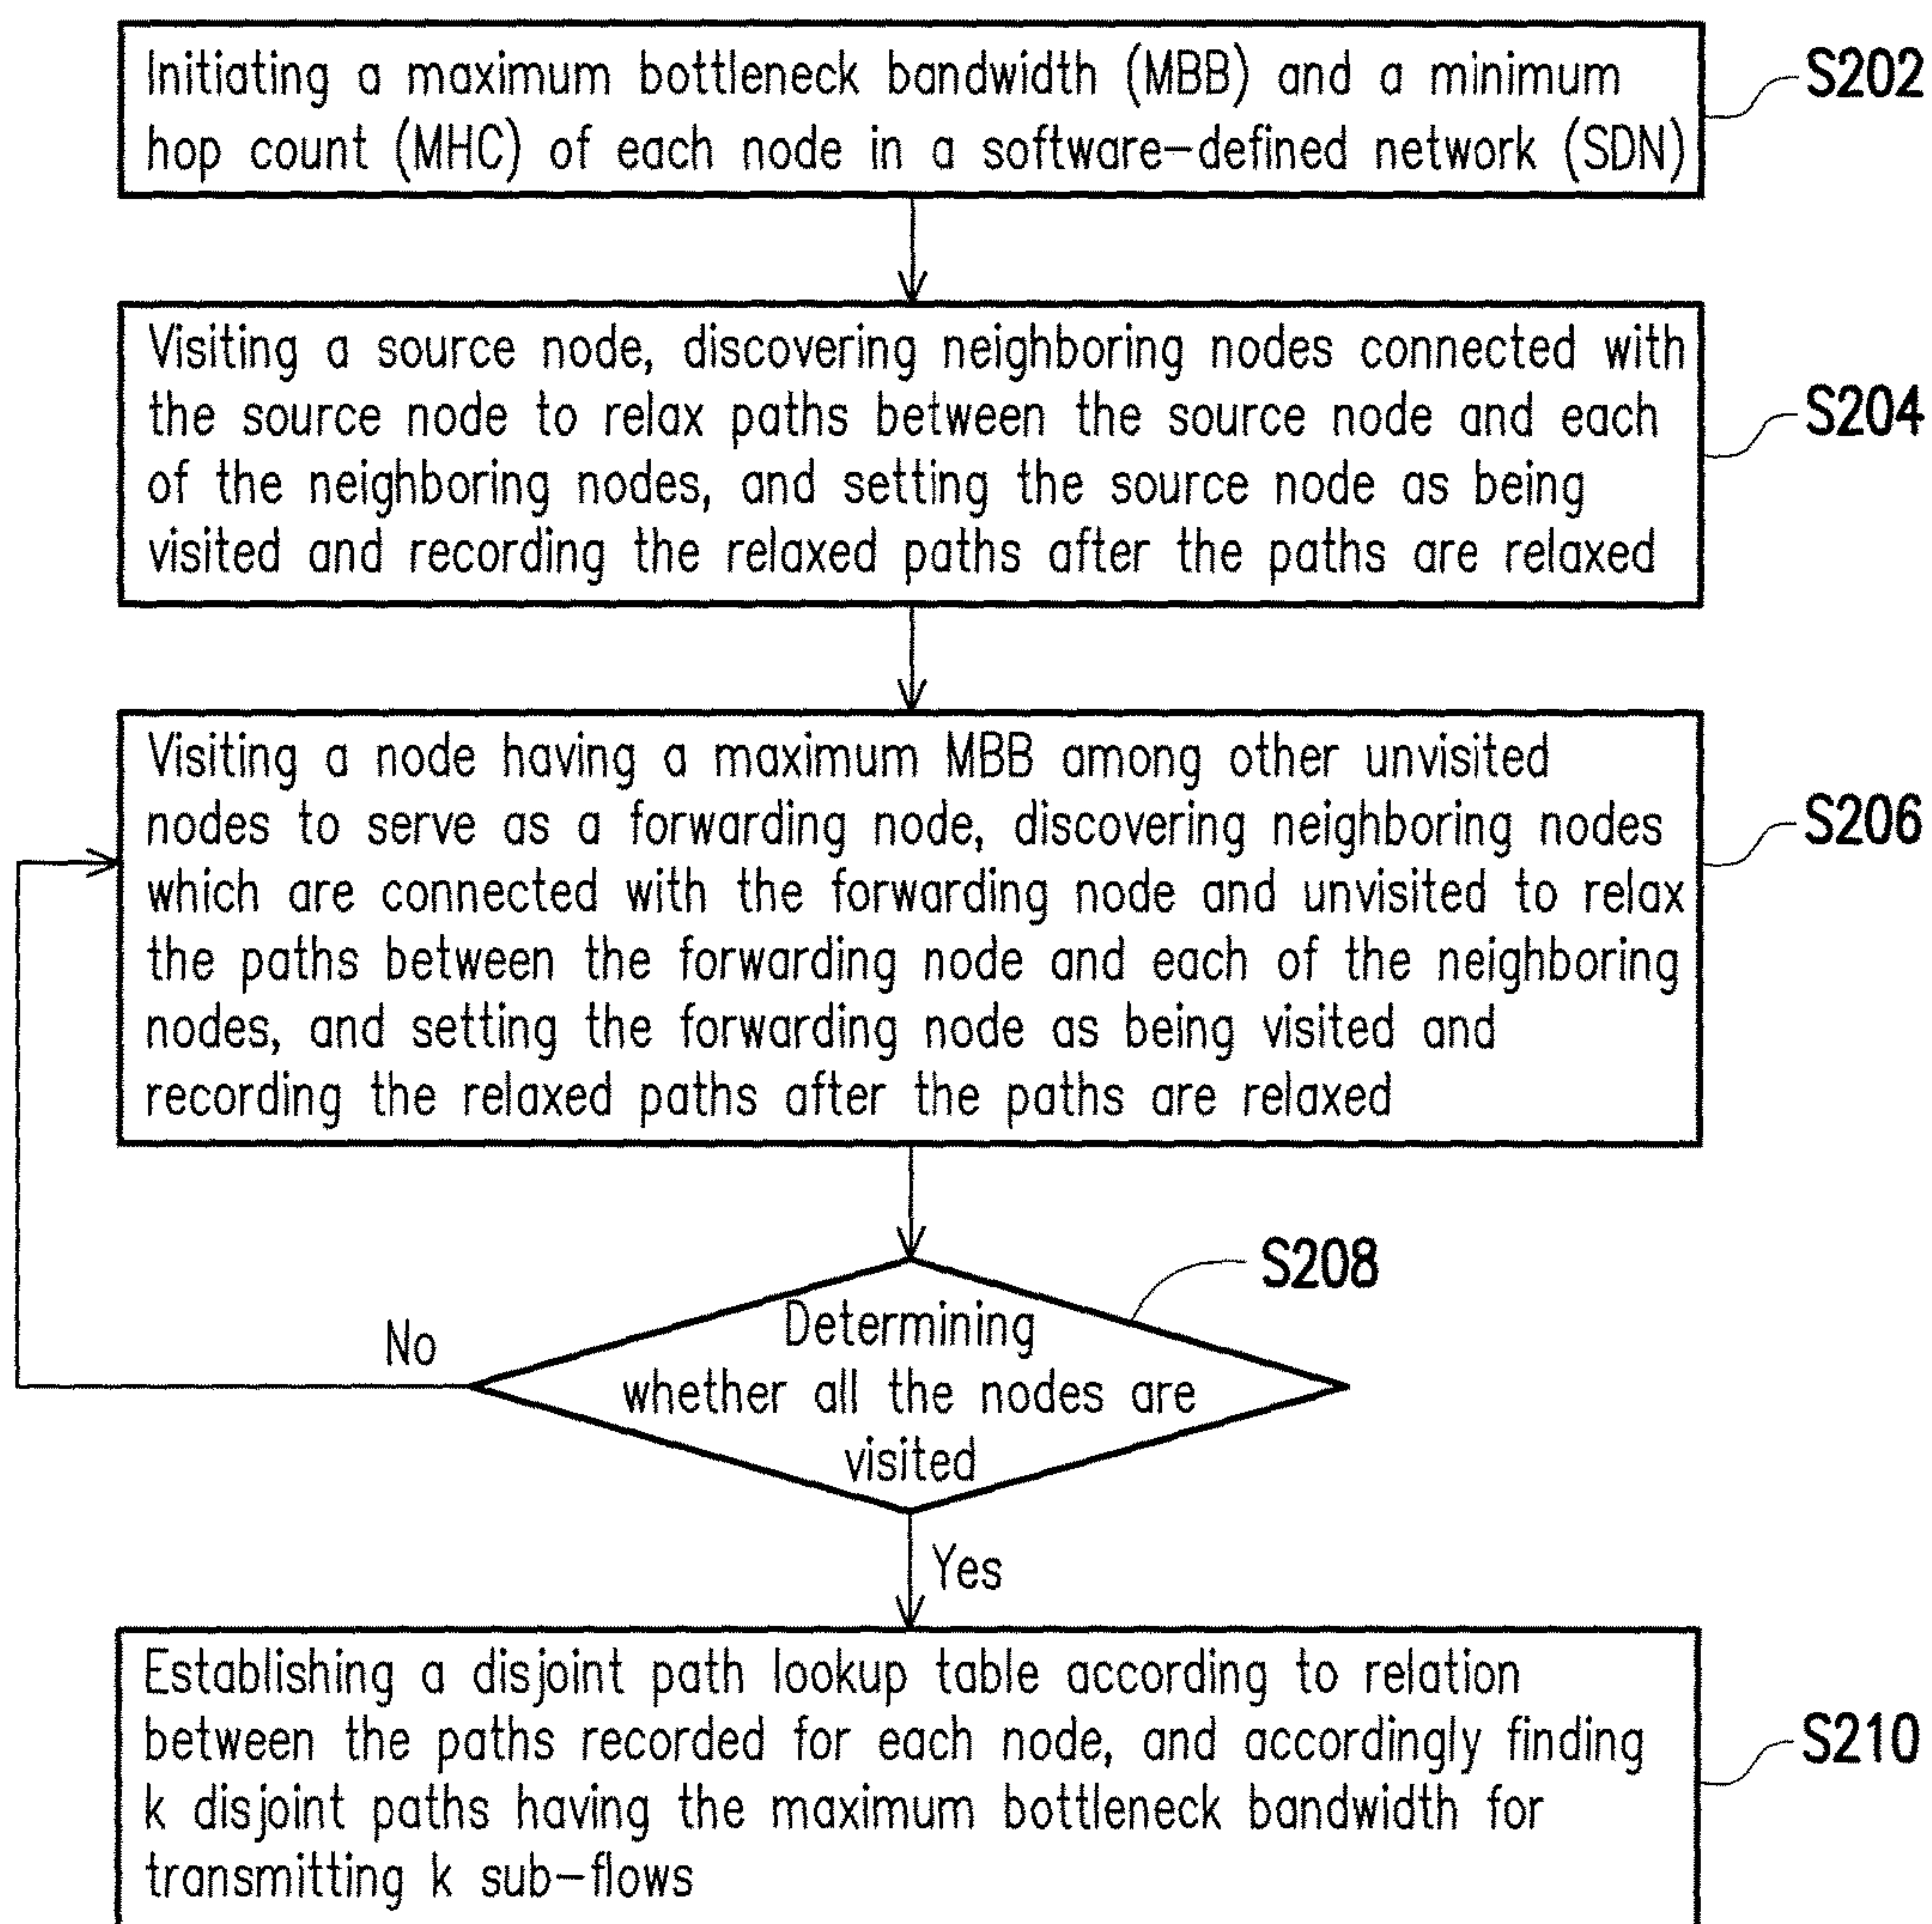 Initiating a maximum bottleneck bandwidth (MBB) and a minimum
hop count (MHC) of each node in a software-defined network (SDN)
S202
Visiting a source node, discovering neighboring nodes connected with
the source node to relax paths between the source node and each
of the neighboring nodes, and setting the source node as being
visited and recording the relaxed paths after the paths are relaxed
S204
Visiting a node having a maximum MBB among other unvisited
nodes to serve as a forwarding node, discovering neighboring nodes
which are connected with the forwarding node and unvisited to relax
the paths between the forwarding node and each of the neighboring
nodes, and setting the forwarding node as being visited and
recording the relaxed paths after the paths are relaxed
S206
S208
Determining
whether all the nodes are
visited
No
Yes
Establishing a disjoint path lookup table according to relation
between the paths recorded for each node, and accordingly finding
k disjoint paths having the maximum bottleneck bandwidth for
transmitting k sub-flows
S210